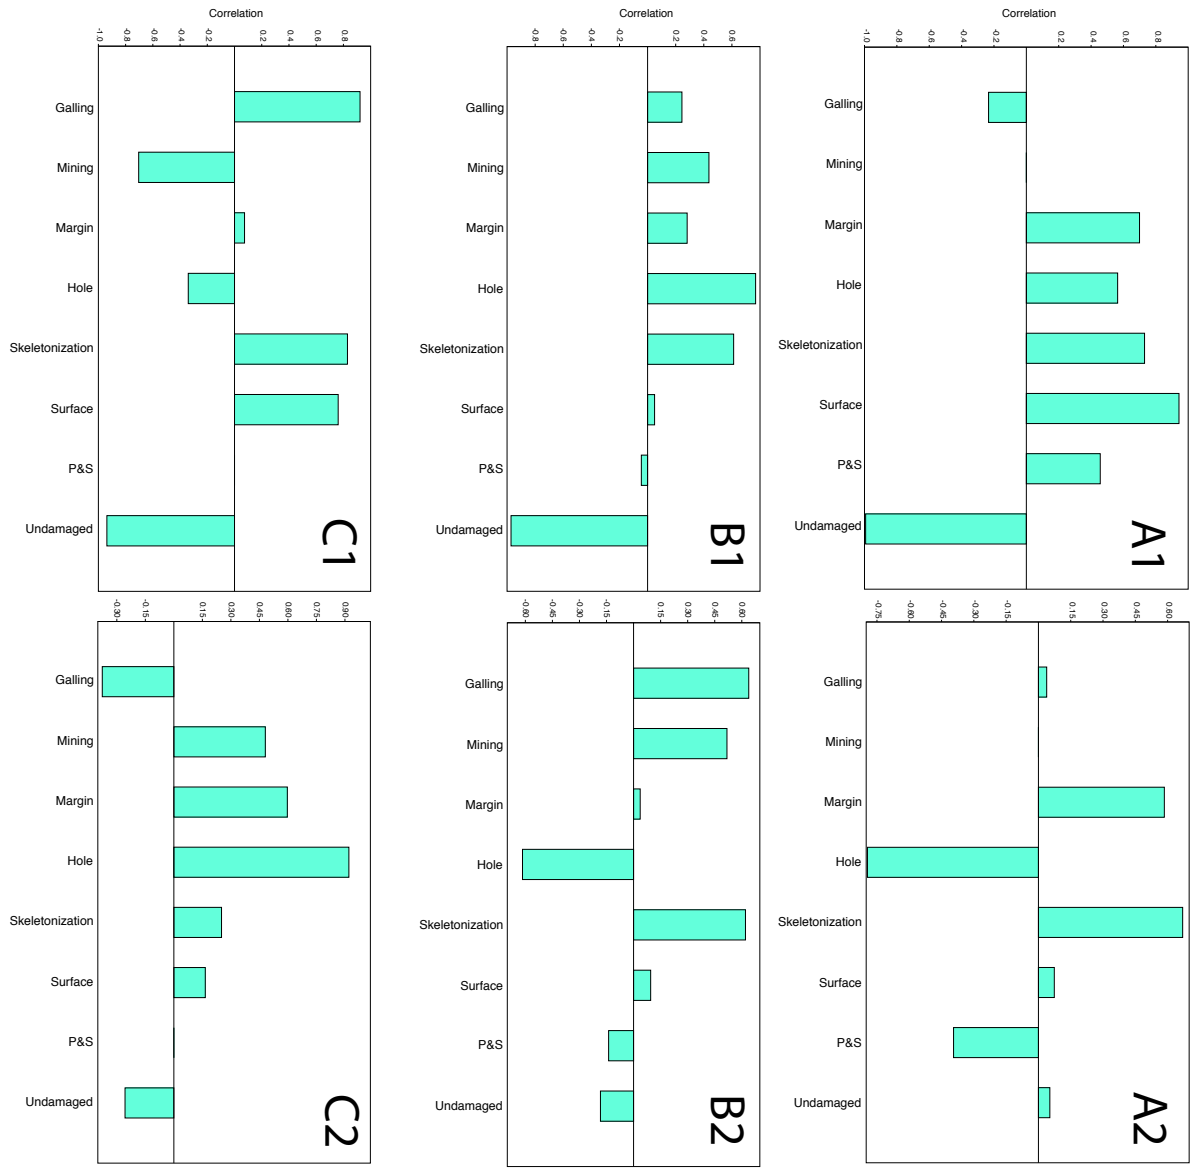 Correlation
-1.0 -0.8 -0.6 -0.4 -0.2 0.2 0.4 0.6 0.8
Galling
Mining
Margin
Hole
Skeletonization
Surface
P&S
Undamaged
C1
Correlation
-0.8 -0.6 -0.4 -0.2 0.2 0.4 0.6
Galling
Mining
Margin
Hole
Skeletonization
Surface
P&S
Undamaged
B1
Correlation
-1.0 -0.8 -0.6 -0.4 -0.2 0.2 0.4 0.6 0.8
Galling
Mining
Margin
Hole
Skeletonization
Surface
P&S
Undamaged
A1
-0.30 -0.15 0.15 0.30 0.45 0.60 0.75 0.90
Galling
Mining
Margin
Hole
Skeletonization
Surface
P&S
Undamaged
C2
-0.60 -0.45 -0.30 -0.15 0.15 0.30 0.45 0.60
Galling
Mining
Margin
Hole
Skeletonization
Surface
P&S
Undamaged
B2
-0.75 -0.60 -0.45 -0.30 -0.15 0.15 0.30 0.45 0.60
Galling
Mining
Margin
Hole
Skeletonization
Surface
P&S
Undamaged
A2